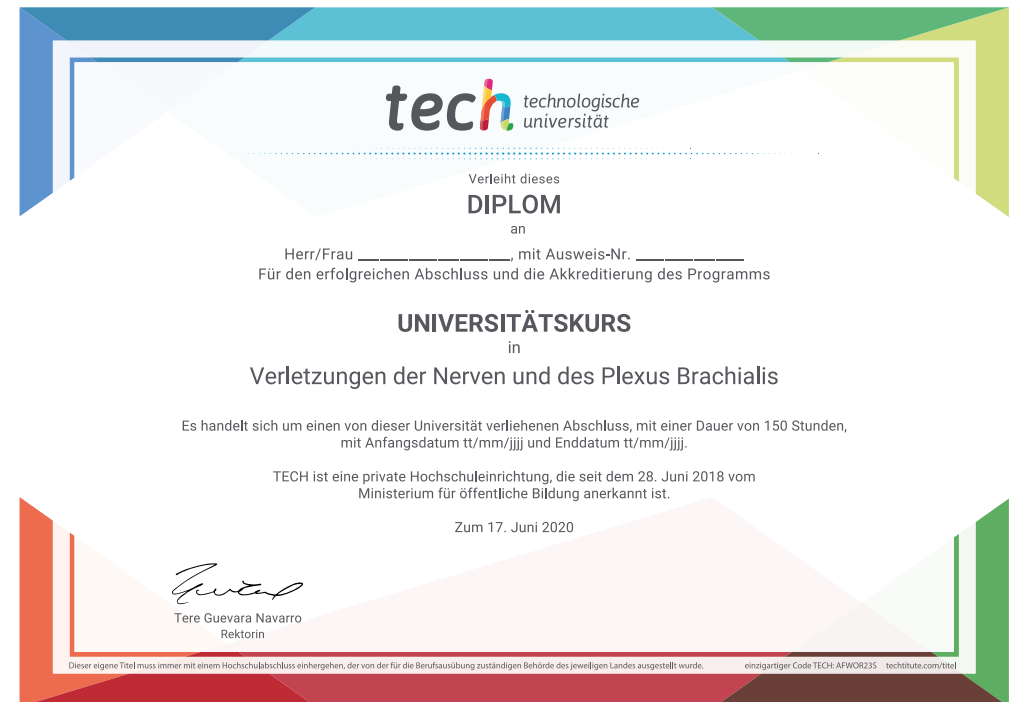 tech technologische
universität
Verleiht dieses
DIPLOM
an
Herr/Frau ____________________, mit Ausweis-Nr. ______________
Für den erfolgreichen Abschluss und die Akkreditierung des Programms
UNIVERSITÄTSKURS
in
Verletzungen der Nerven und des Plexus Brachialis
Es handelt sich um einen von dieser Universität verliehenen Abschluss, mit einer Dauer von 150 Stunden,
mit Anfangsdatum tt/mm/jjjj und Enddatum tt/mm/jjjj.
TECH ist eine private Hochschuleinrichtung, die seit dem 28. Juni 2018 vom
Ministerium für öffentliche Bildung anerkannt ist.
Zum 17. Juni 2020
Tere Guevara Navarro
Rektorin
Dieser eigene Titel muss immer mit einem Hochschulabschluss einhergehen, der von der für die Berufsausübung zuständigen Behörde des jeweiligen Landes ausgestellt wurde. einzigartiger Code TECH: AFWOR23S techtitute.com/titel